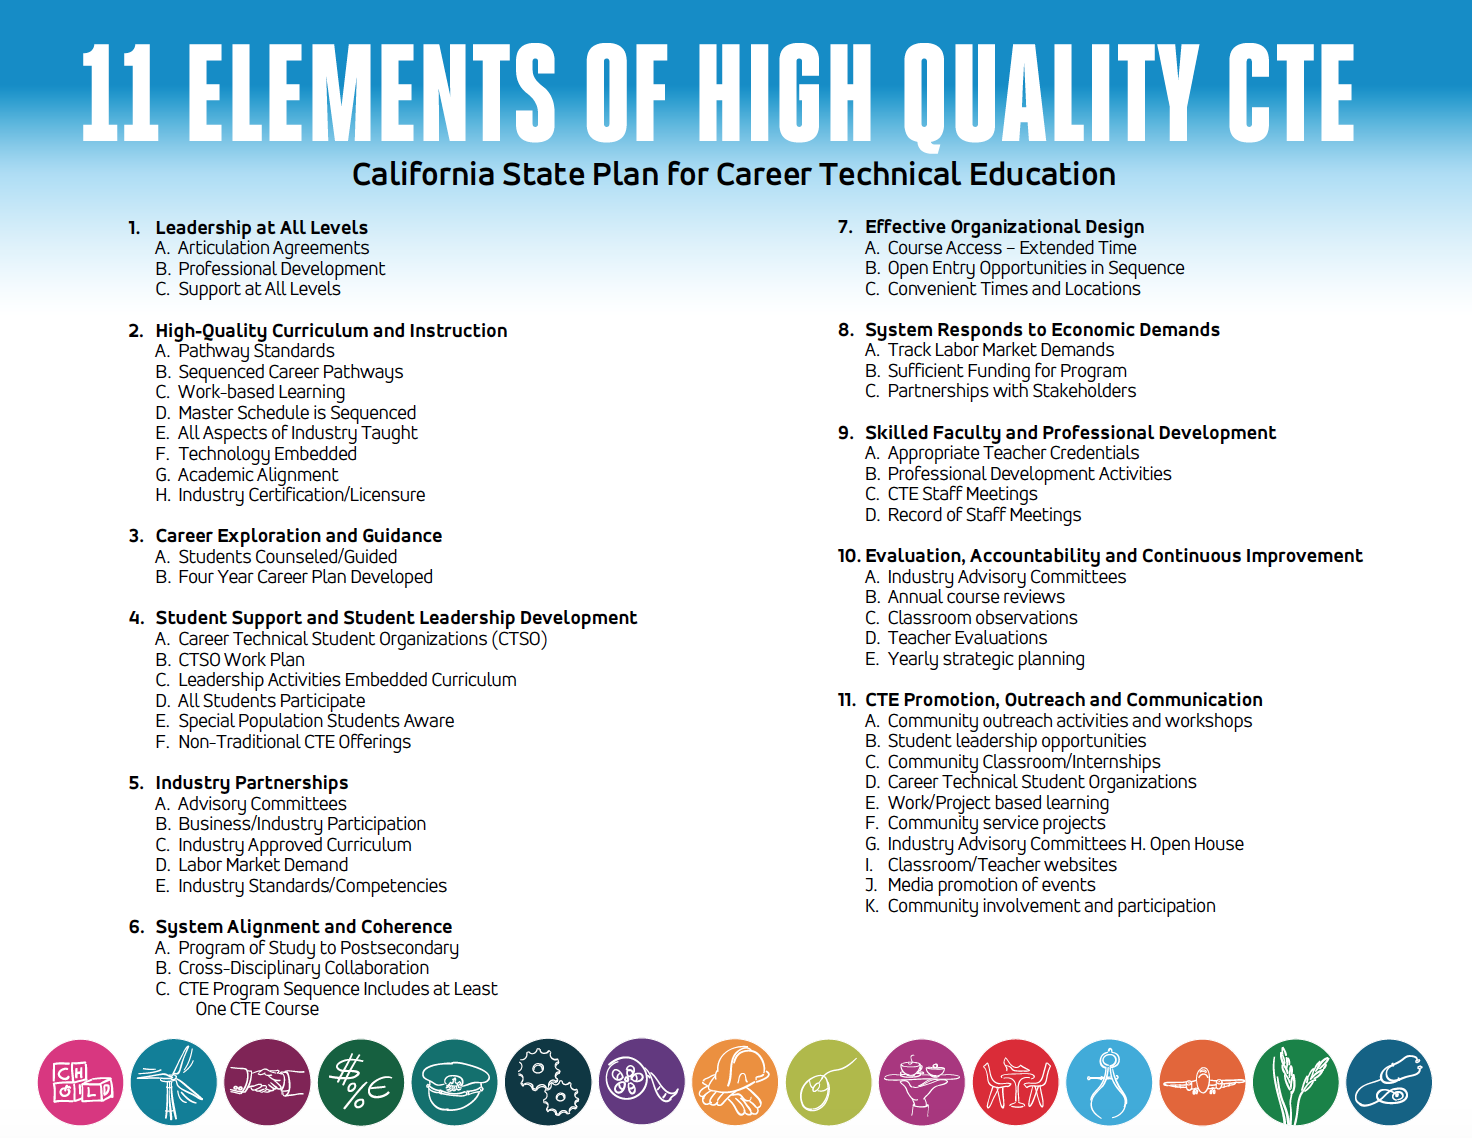 11 ELEMENTS OF HIGH QUALITY CTE
California State Plan for Career Technical Education
1. Leadership at All Levels
A. Articulation Agreements
B. Professional Development
C. Support at All Levels
2. High-Quality Curriculum and Instruction
A. Pathway Standards
B. Sequenced Career Pathways
C. Work-based Learning
D. Master Schedule is Sequenced
E. All Aspects of Industry Taught
F. Technology Embedded
G. Academic Alignment
H. Industry Certification/Licensure
3. Career Exploration and Guidance
A. Students Counseled/Guided
B. Four Year Career Plan Developed
4. Student Support and Student Leadership Development
A. Career Technical Student Organizations (CTSO)
B. CTSO Work Plan
C. Leadership Activities Embedded Curriculum
D. All Students Participate
E. Special Population Students Aware
F. Non-Traditional CTE Offerings
5. Industry Partnerships
A. Advisory Committees
B. Business/Industry Participation
C. Industry Approved Curriculum
D. Labor Market Demand
E. Industry Standards/Competencies
6. System Alignment and Coherence
A. Program of Study to Postsecondary
B. Cross-Disciplinary Collaboration
C. CTE Program Sequence Includes at Least
One CTE Course
7. Effective Organizational Design
A. Course Access – Extended Time
B. Open Entry Opportunities in Sequence
C. Convenient Times and Locations
8. System Responds to Economic Demands
A. Track Labor Market Demands
B. Sufficient Funding for Program
C. Partnerships with Stakeholders
9. Skilled Faculty and Professional Development
A. Appropriate Teacher Credentials
B. Professional Development Activities
C. CTE Staff Meetings
D. Record of Staff Meetings
10. Evaluation, Accountability and Continuous Improvement
A. Industry Advisory Committees
B. Annual course reviews
C. Classroom observations
D. Teacher Evaluations
E. Yearly strategic planning
11. CTE Promotion, Outreach and Communication
A. Community outreach activities and workshops
B. Student leadership opportunities
C. Community Classroom/Internships
D. Career Technical Student Organizations
E. Work/Project based learning
F. Community service projects
G. Industry Advisory Committees H. Open House
I. Classroom/Teacher websites
J. Media promotion of events
K. Community involvement and participation
CH
OILD
$
%€